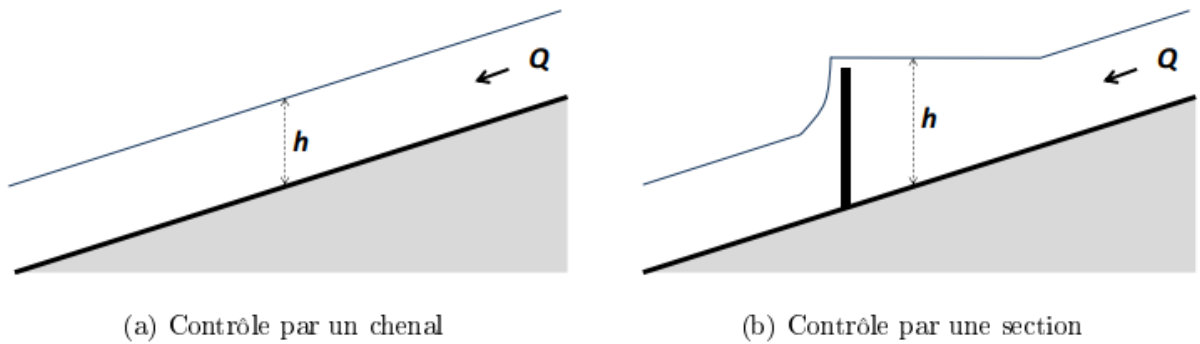 Q
h
(a) Contrôle par un chenal
Q
h
(b) Contrôle par une section